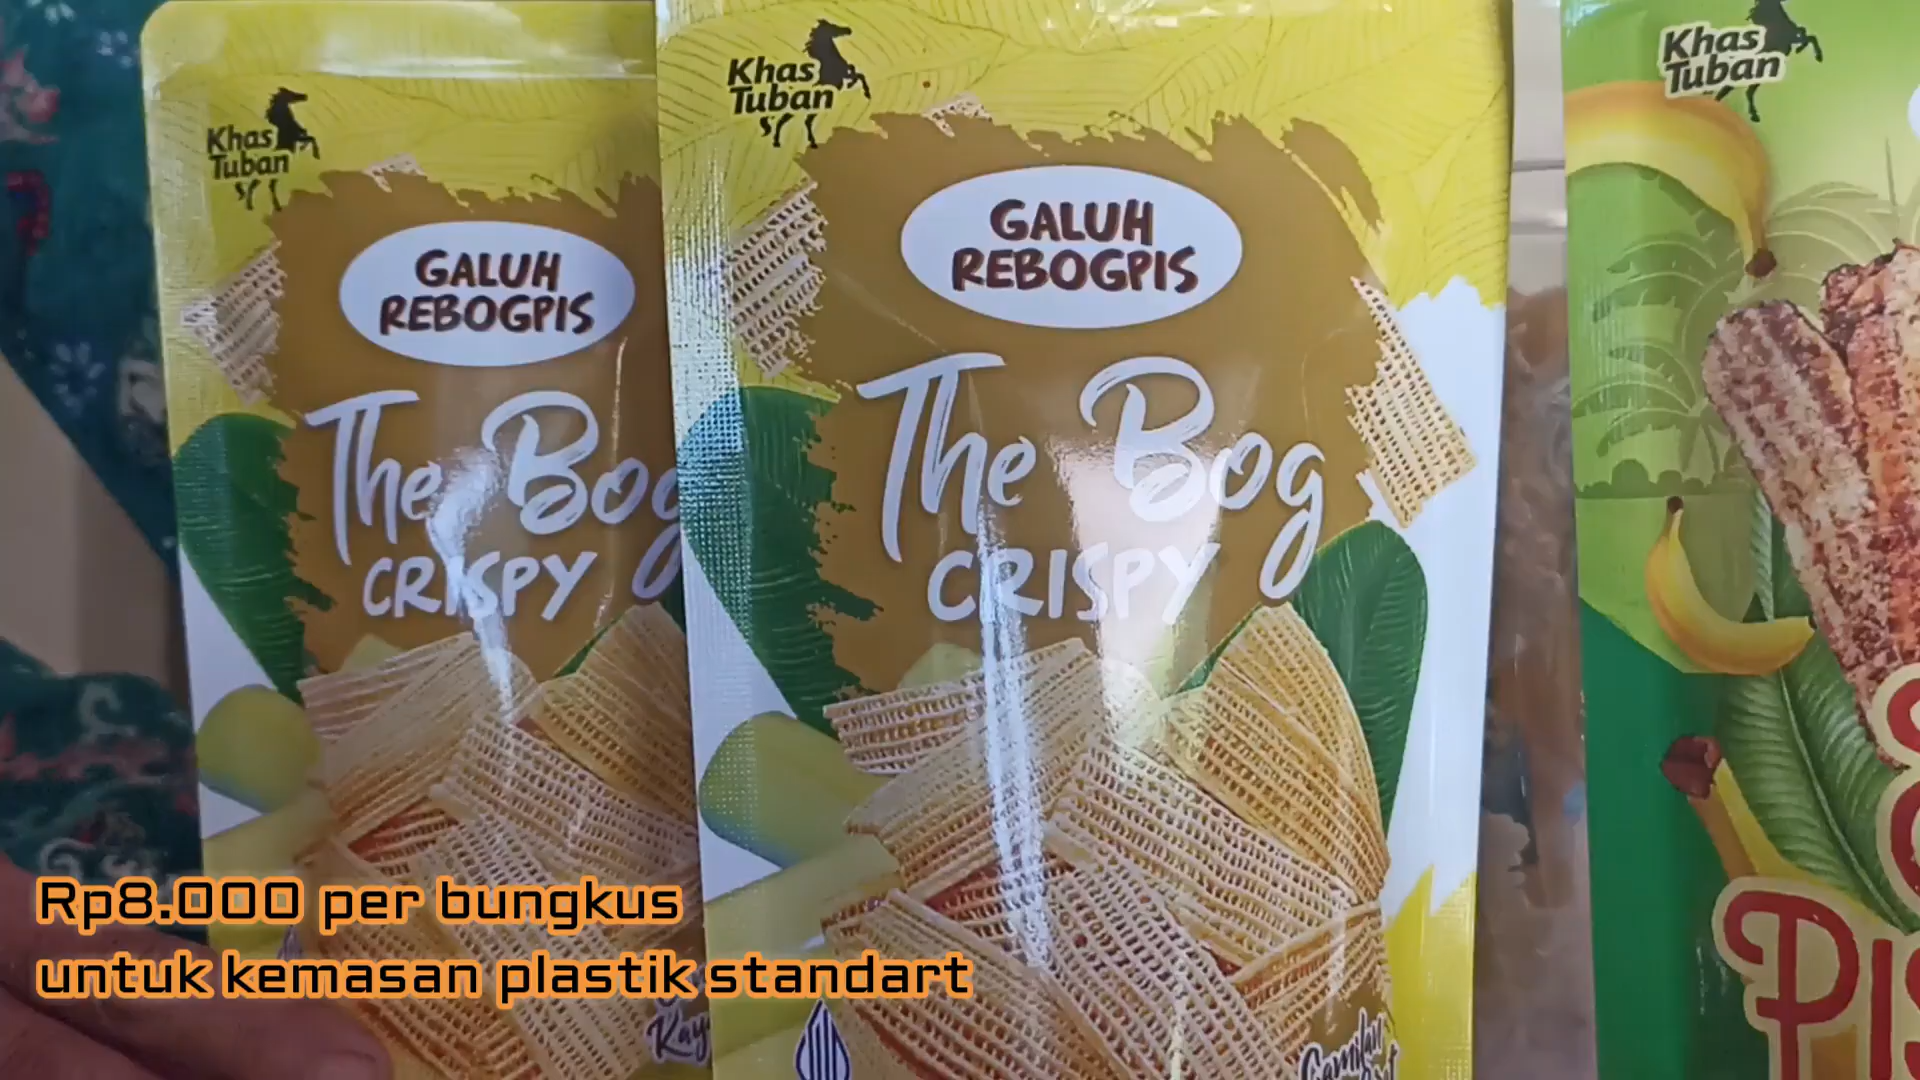 Khas
Tuban
GALUH
REBOGPIS
The Bog
CRISPY
Khas
Tuban
GALUH
REBOGPIS
The Bog
CRISPY
Khas
Tuban
Rp8.000 per bungkus
untuk kemasan plastik standart
Camilan